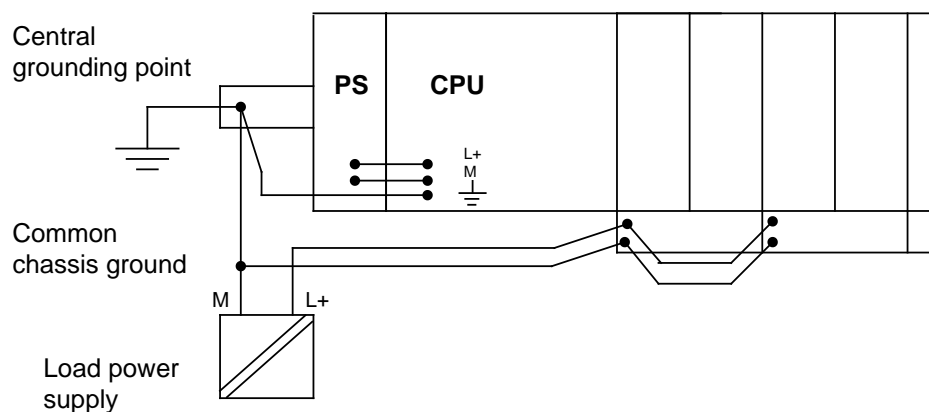 Central
grounding point
PS
CPU
L+
M
Common
chassis ground
M
L+
Load power
supply